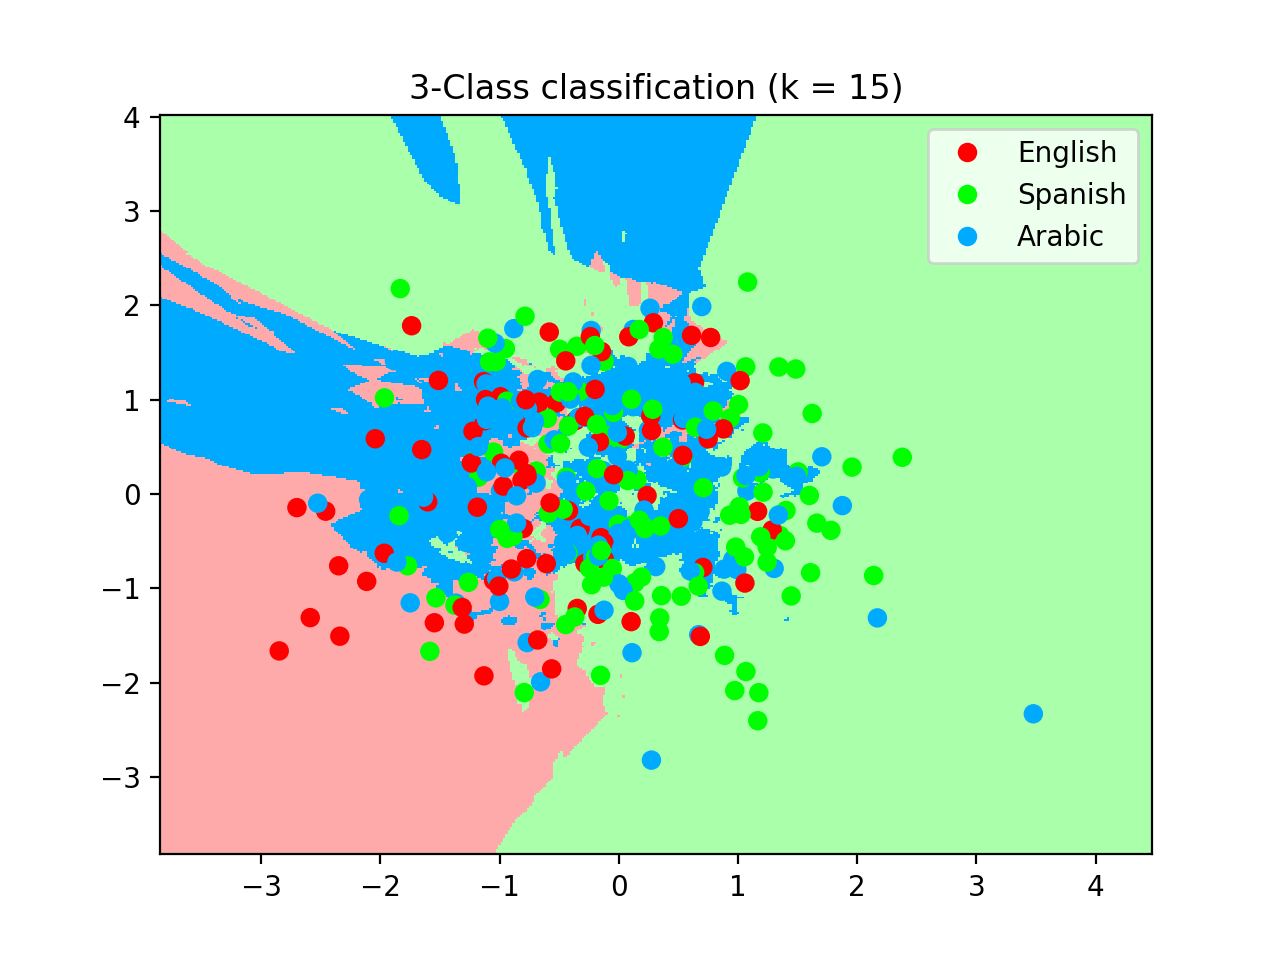 3-Class classification (k = 15)
English
Spanish
Arabic
4
3
2
1
0
−1
−2
−3
−3 −2 −1 0 1 2 3 4